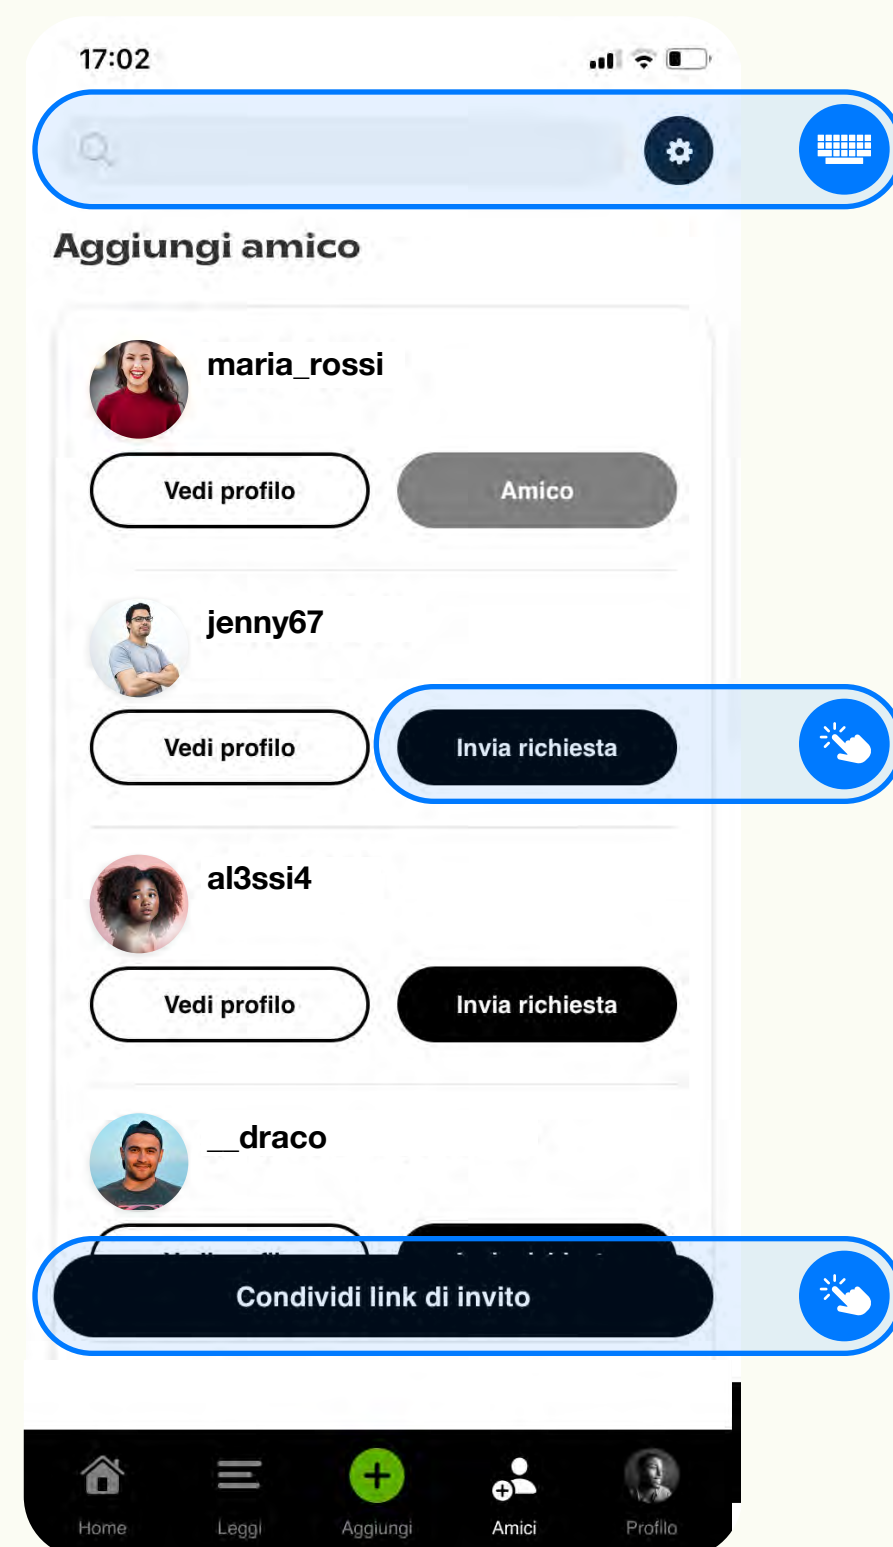 17:02
Aggiungi amico
maria_rossi
Vedi profilo Amico
jenny67
Vedi profilo Invia richiesta
al3ssi4
Vedi profilo Invia richiesta
__draco
Condividi link di invito
Home Leggi Aggiungi Amici Profilo